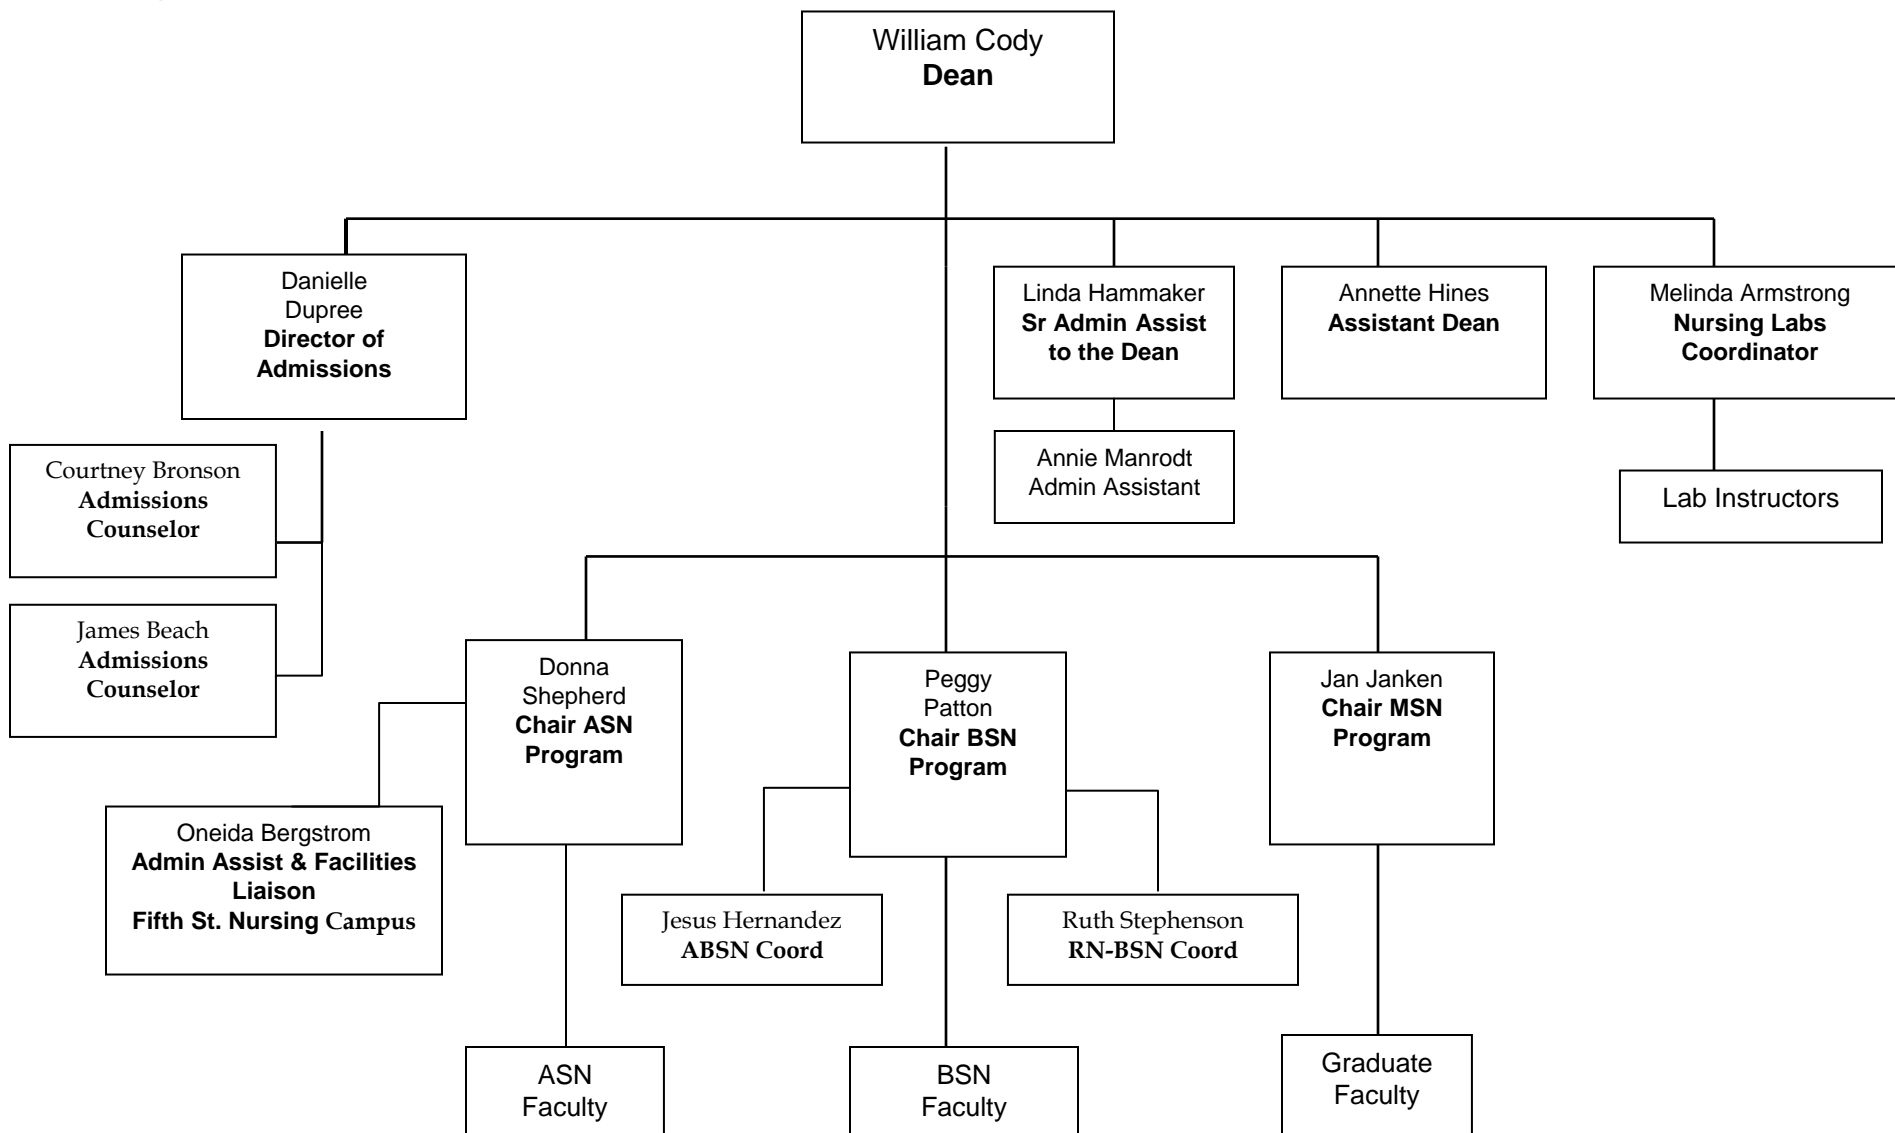 William Cody
Dean
Danielle
Dupree
Director of
Admissions
Linda Hammaker
Sr Admin Assist
to the Dean
Annette Hines
Assistant Dean
Melinda Armstrong
Nursing Labs
Coordinator
Courtney Bronson
Admissions
Counselor
Annie Manrodt
Admin Assistant
Lab Instructors
James Beach
Admissions
Counselor
Donna
Shepherd
Chair ASN
Program
Peggy
Patton
Chair BSN
Program
Jan Janken
Chair MSN
Program
Oneida Bergstrom
Admin Assist & Facilities
Liaison
Fifth St. Nursing Campus
Jesus Hernandez
ABSN Coord
Ruth Stephenson
RN-BSN Coord
ASN
Faculty
BSN
Faculty
Graduate
Faculty